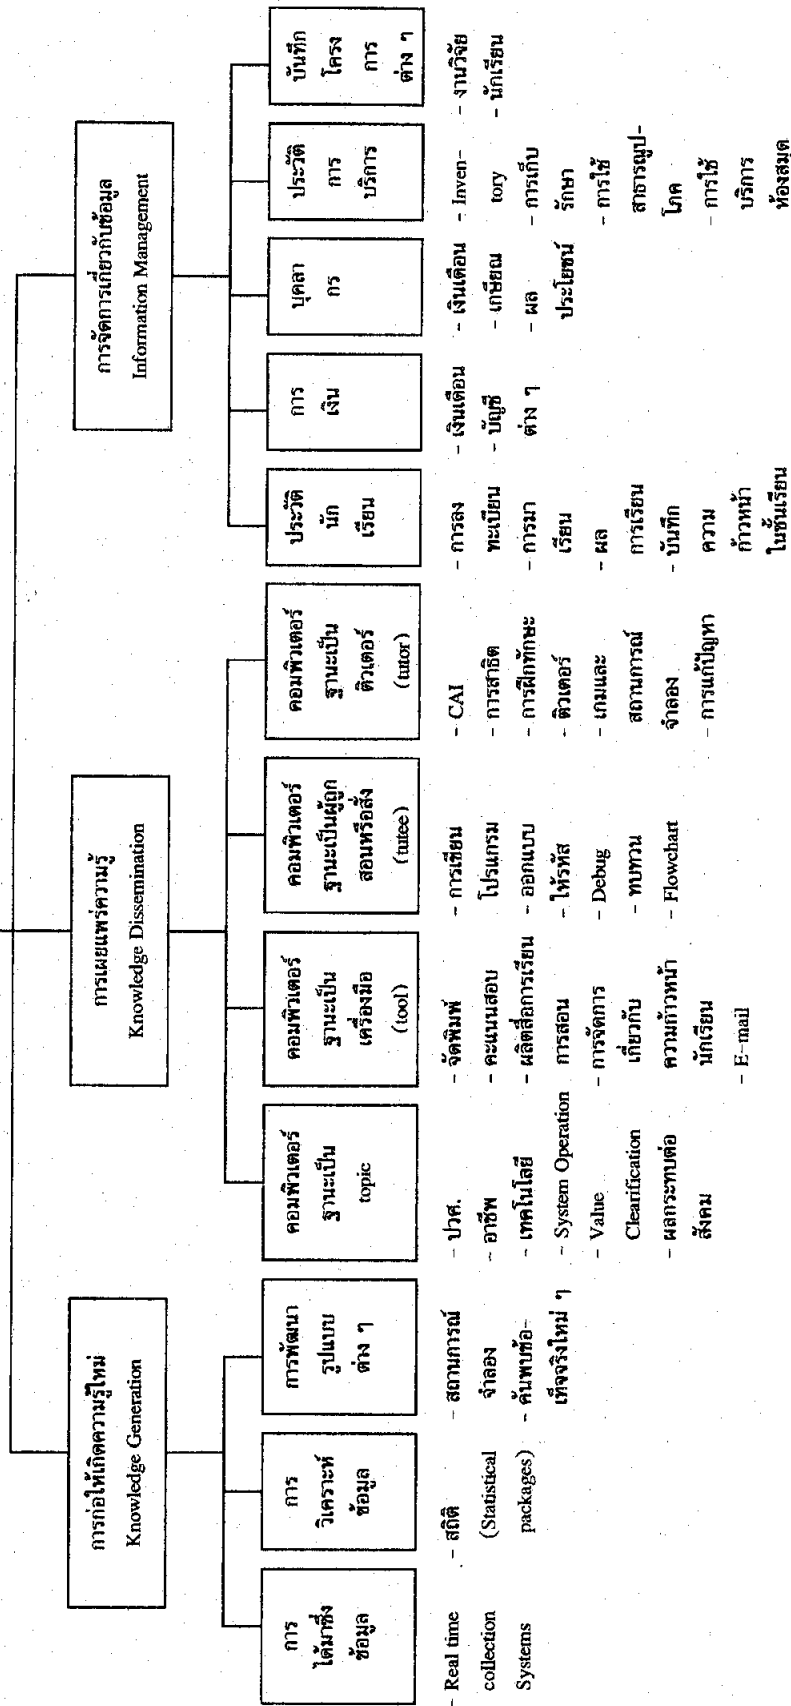 การก่อให้เกิดความรู้ใหม่
Knowledge Generation
การ
ได้มาซึ่ง
ข้อมูล
- Real time
collection
Systems
การ
วิเคราะห์
ข้อมูล
- สถิติ
(Statistical
packages)
การพัฒนา
รูปแบบ
ต่าง ๆ
- สถานการณ์
จำลอง
- ค้นพบข้อ-
เท็จจริงใหม่ ๆ
การเผยแพร่ความรู้
Knowledge Dissemination
คอมพิวเตอร์
ฐานะเป็น
topic
- ปวศ.
- อาชีพ
- เทคโนโลยี
- System Operation
- Value
Clearification
- ผลกระทบต่อ
สังคม
คอมพิวเตอร์
ฐานะเป็น
เครื่องมือ
(tool)
- จัดพิมพ์
- คะแนนสอบ
- ผลิตสื่อการเรียน
การสอน
- การจัดการ
เกี่ยวกับ
ความก้าวหน้า
นักเรียน
- E-mail
คอมพิวเตอร์
ฐานะเป็นผู้ถูก
สอนหรือสั่ง
(tutee)
- การเขียน
โปรแกรม
- ออกแบบ
- ให้รหัส
- Debug
- ทบทวน
- Flowchart
คอมพิวเตอร์
ฐานะเป็น
ติวเตอร์
(tutor)
- CAI
- การสาธิต
- การฝึกทักษะ
- ติวเตอร์
- เกมและ
สถานการณ์
จำลอง
- การแก้ปัญหา
การจัดการเกี่ยวกับข้อมูล
Information Management
ประวัติ
นัก
เรียน
- การลง
ทะเบียน
- การมา
เรียน
- ผล
การเรียน
- บันทึก
ความ
ก้าวหน้า
ในชั้นเรียน
การ
เงิน
- เงินเดือน
- บัญชี
ต่าง ๆ
บุคลา
กร
- เงินเดือน
- เกษียณ
- ผล
ประโยชน์
ประวัติ
การ
บริการ
- Inven-
tory
- การเก็บ
รักษา
- การใช้
สาธารณูป-
โภค
- การใช้
บริการ
ห้องสมุด
บันทึก
โครง
การ
ต่าง ๆ
- งานวิจัย
- นักเรียน